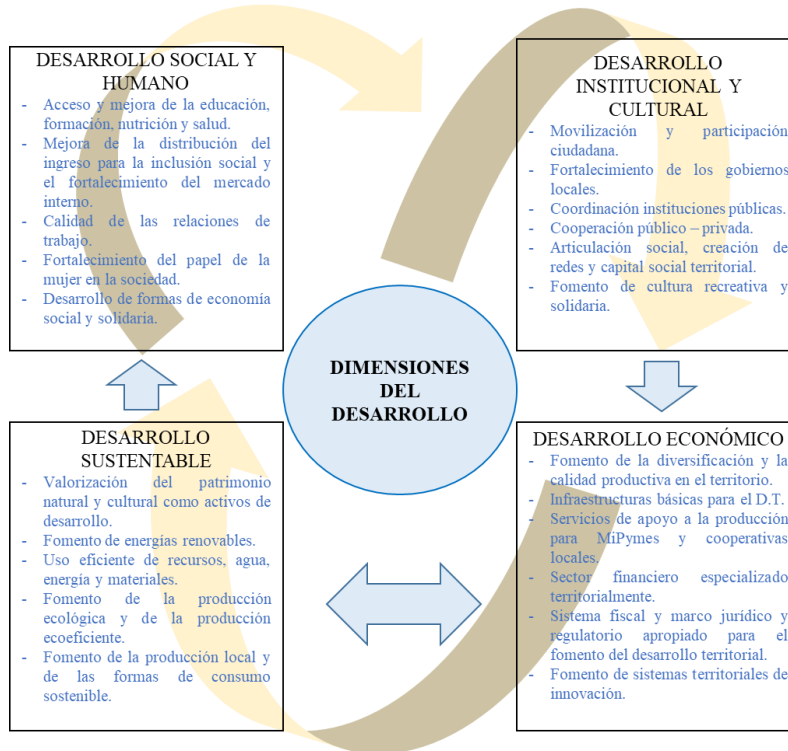 DESARROLLO SOCIAL Y
HUMANO
- Acceso y mejora de la educación,
formación, nutrición y salud.
- Mejora de la distribución del
ingreso para la inclusión social y
el fortalecimiento del mercado
interno.
- Calidad de las relaciones de
trabajo.
- Fortalecimiento del papel de la
mujer en la sociedad.
- Desarrollo de formas de economía
social y solidaria.
DESARROLLO
INSTITUCIONAL Y
CULTURAL
- Movilización y participación
ciudadana.
- Fortalecimiento de los gobiernos
locales.
- Coordinación instituciones públicas.
- Cooperación público – privada.
- Articulación social, creación de
redes y capital social territorial.
- Fomento de cultura recreativa y
solidaria.
DIMENSIONES
DEL
DESARROLLO
DESARROLLO
SUSTENTABLE
- Valorización del patrimonio
natural y cultural como activos de
desarrollo.
- Fomento de energías renovables.
- Uso eficiente de recursos, agua,
energía y materiales.
- Fomento de la producción
ecológica y de la producción
ecoeficiente.
- Fomento de la producción local y
de las formas de consumo
sostenible.
DESARROLLO ECONÓMICO
- Fomento de la diversificación y la
calidad productiva en el territorio.
- Infraestructuras básicas para el D.T.
- Servicios de apoyo a la producción
para MiPymes y cooperativas
locales.
- Sector financiero especializado
territorialmente.
- Sistema fiscal y marco jurídico y
regulatorio apropiado para el
fomento del desarrollo territorial.
- Fomento de sistemas territoriales de
innovación.